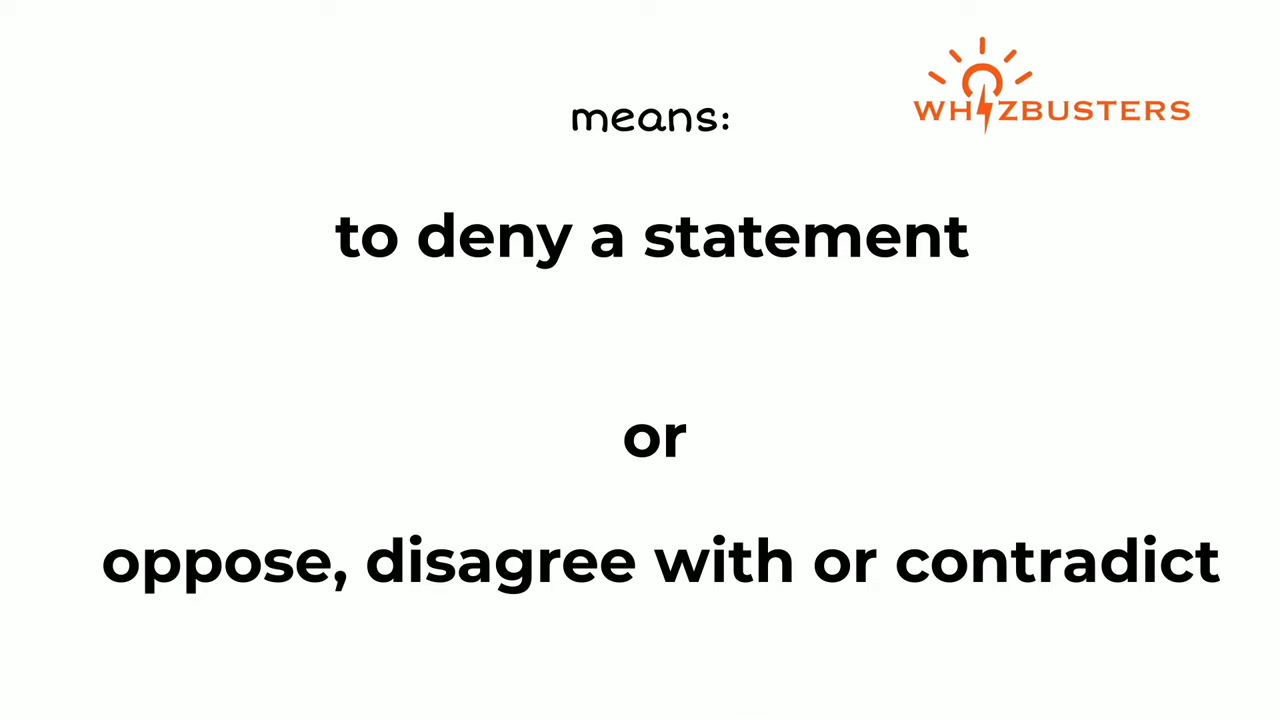 means:
WHIZBUSTERS
to deny a statement
or
oppose, disagree with or contradict